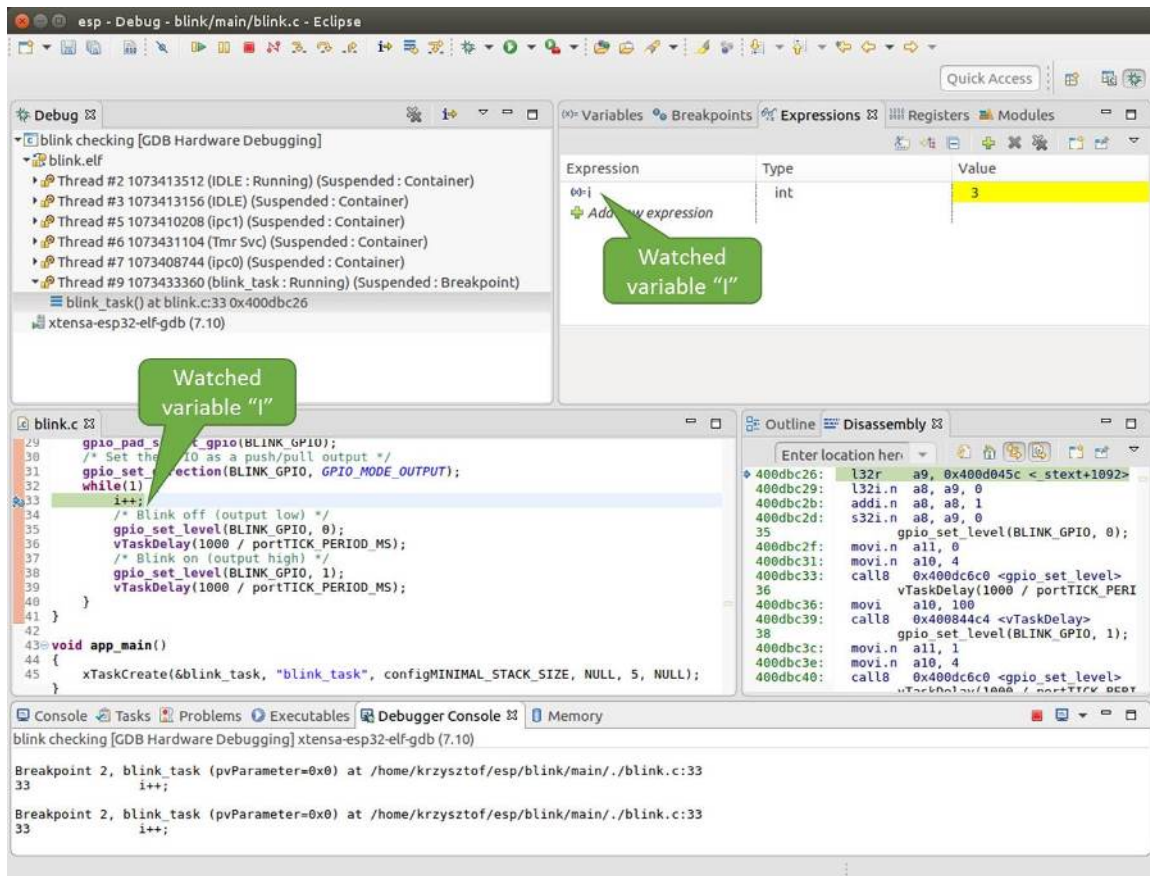 esp - Debug - blink/main/blink.c - Eclipse
Quick Access
Debug
blink checking [GDB Hardware Debugging]
blink.elf
Thread #2 1073413512 (IDLE : Running) (Suspended : Container)
Thread #3 1073413156 (IDLE) (Suspended : Container)
Thread #5 1073410208 (ipc1) (Suspended : Container)
Thread #6 1073431104 (Tmr Svc) (Suspended : Container)
Thread #7 1073408744 (ipc0) (Suspended : Container)
Thread #9 1073433360 (blink_task : Running) (Suspended : Breakpoint)
blink_task() at blink.c:33 0x400dbc26
xtensa-esp32-elf-gdb (7.10)
Variables Breakpoints Expressions Registers Modules
Expression Type Value
i int 3
expression
Watched
variable "I"
Watched
variable "I"
blink.c
29 (BLINK_GPIO);
30 /* Set as a push/pull output */
31 (BLINK_GPIO, GPIO_MODE_OUTPUT);
32 while(1)
33 i++;
34 /* Blink off (output low) */
35 gpio_set_level(BLINK_GPIO, 0);
36 vTaskDelay(1000 / portTICK_PERIOD_MS);
37 /* Blink on (output high) */
38 gpio_set_level(BLINK_GPIO, 1);
39 vTaskDelay(1000 / portTICK_PERIOD_MS);
40 }
41 }
42
43 void app_main()
44 {
45 xTaskCreate(&blink_task, "blink_task", configMINIMAL_STACK_SIZE, NULL, 5, NULL);
}
Outline Disassembly
Enter location her
400dbc26: l32r a9, 0x400d045c <_stext+1092>
400dbc29: l32i.n a8, a9, 0
400dbc2b: addi.n a8, a8, 1
400dbc2d: s32i.n a8, a9, 0
35 gpio_set_level(BLINK_GPIO, 0);
400dbc2f: movi.n a11, 0
400dbc31: movi.n a10, 4
400dbc33: call8 0x400dc6c0 <gpio_set_level>
36 vTaskDelay(1000 / portTICK_PERI
400dbc36: movi a10, 100
400dbc39: call8 0x400844c4 <vTaskDelay>
38 gpio_set_level(BLINK_GPIO, 1);
400dbc3c: movi.n a11, 1
400dbc3e: movi.n a10, 4
400dbc40: call8 0x400dc6c0 <gpio_set_level>
Console Tasks Problems Executables Debugger Console Memory
blink checking [GDB Hardware Debugging] xtensa-esp32-elf-gdb (7.10)
Breakpoint 2, blink_task (pvParameter=0x0) at /home/krzysztof/esp/blink/main/./blink.c:33
33 i++;
Breakpoint 2, blink_task (pvParameter=0x0) at /home/krzysztof/esp/blink/main/./blink.c:33
33 i++;